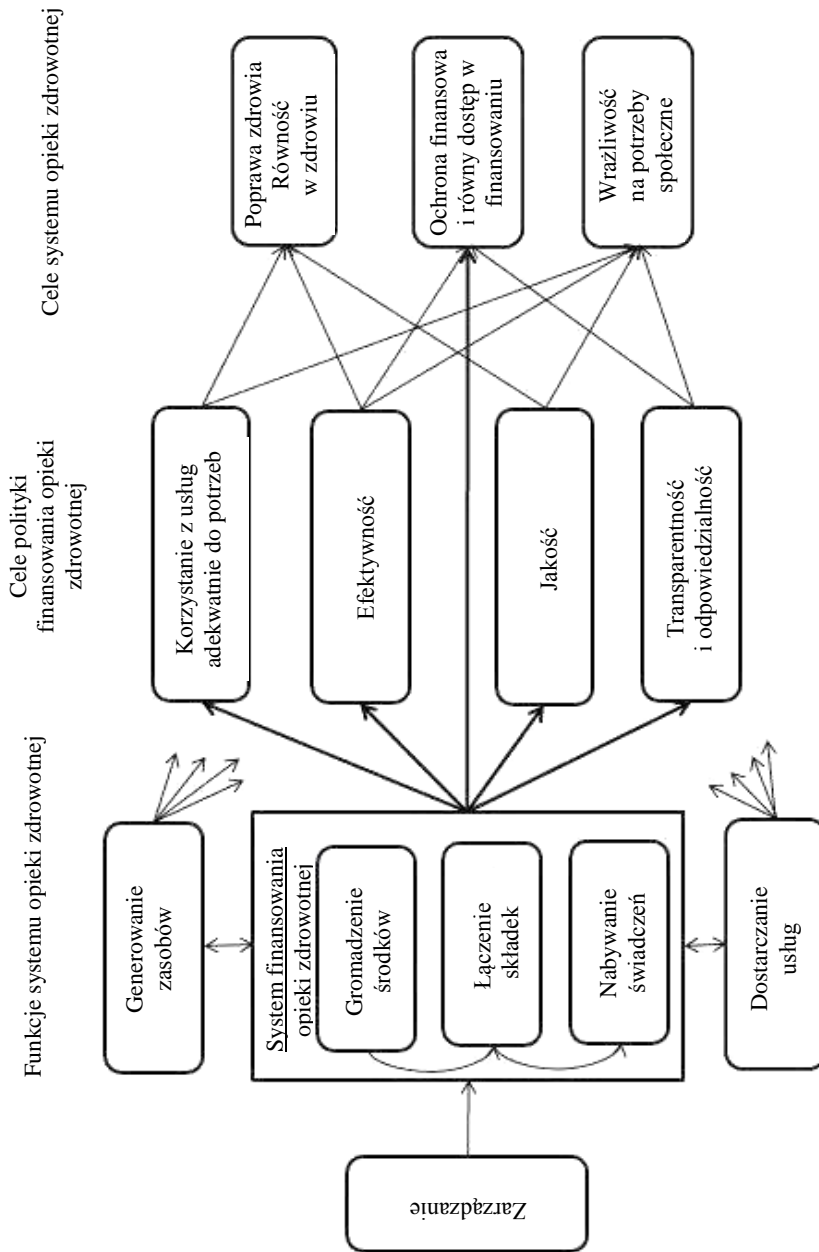 Funkcje systemu opieki zdrowotnej
Cele polityki
finansowania opieki
zdrowotnej
Cele systemu opieki zdrowotnej
Zarządzanie
Generowanie
zasobów
System finansowania
opieki zdrowotnej
Gromadzenie
środków
Łączenie
składek
Nabywanie
świadczeń
Dostarczanie
usług
Korzystanie z usług
adekwatnie do potrzeb
Efektywność
Jakość
Transparentność
i odpowiedzialność
Poprawa zdrowia
Równość
w zdrowiu
Ochrona finansowa
i równy dostęp w
finansowaniu
Wrażliwość
na potrzeby
społeczne